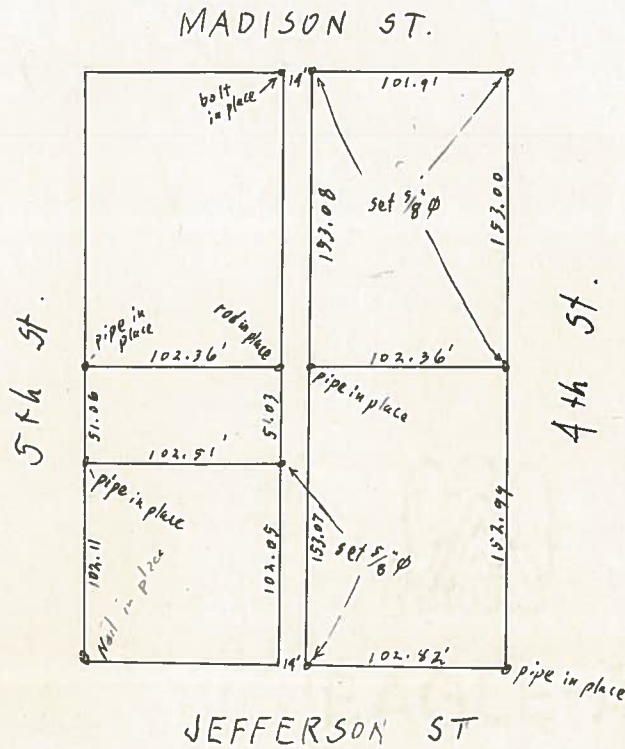 MADISON ST.
bolt
in place
14'
101.91
set 5/8" φ
153.08
153.00
5th St.
4th St.
pipe in
place
102.36'
rod in place
102.36'
pipe in place
51.06
51.03
102.51'
pipe in place
102.11
Nail in place
102.05
153.07
set 5/8" φ
152.99
14'
102.82'
pipe in place
JEFFERSON ST